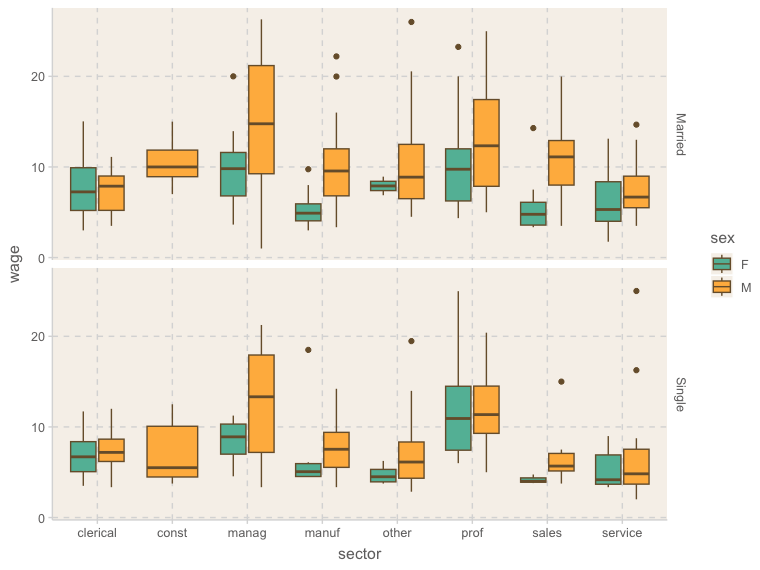 20
10
0
Married
20
10
0
Single
wage
clerical const manag manuf other prof sales service
sector
sex
F
M